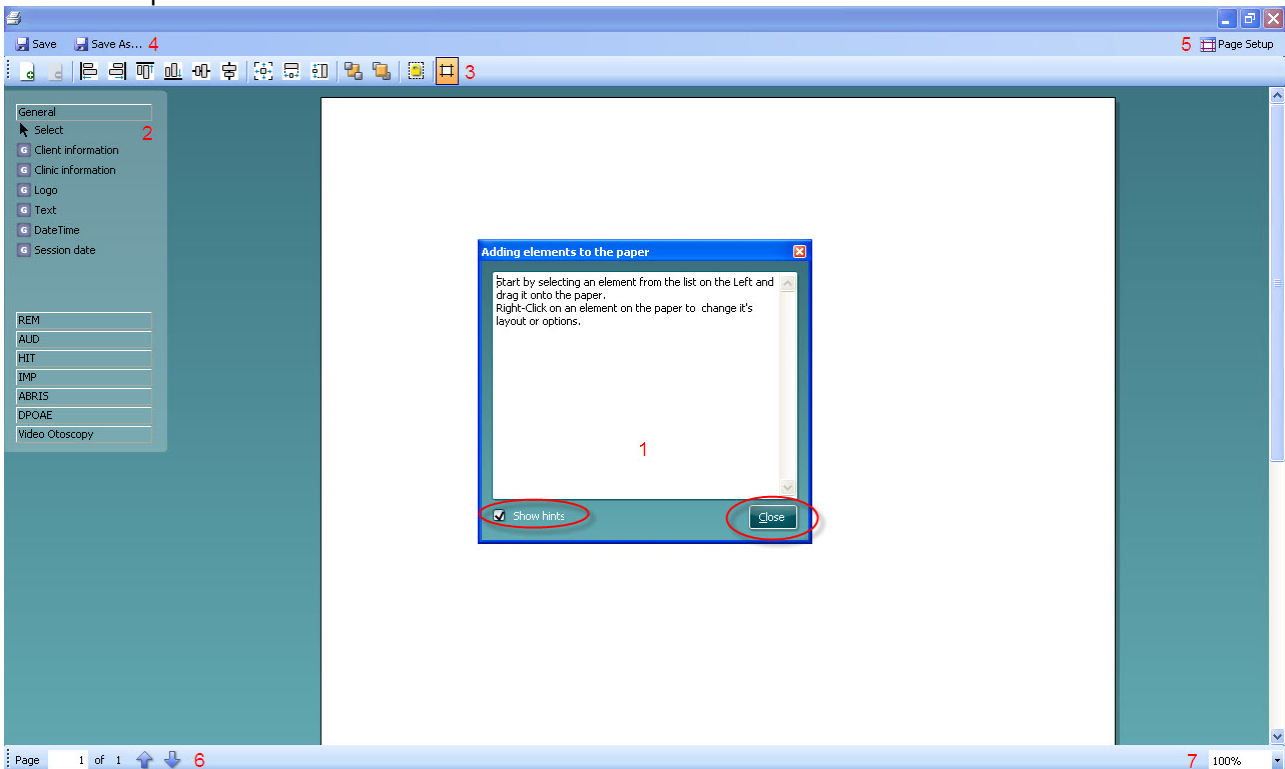 Save Save As... 4 5 Page Setup
3
General
Select 2
Client information
Clinic information
Logo
Text
DateTime
Session date
REM
AUD
HIT
IMP
ABRIS
DPOAE
Video Otoscopy
Adding elements to the paper
Start by selecting an element from the list on the Left and
drag it onto the paper.
Right-Click on an element on the paper to change it's
layout or options.
1
Show hints Close
Page 1 of 1 6 7 100%